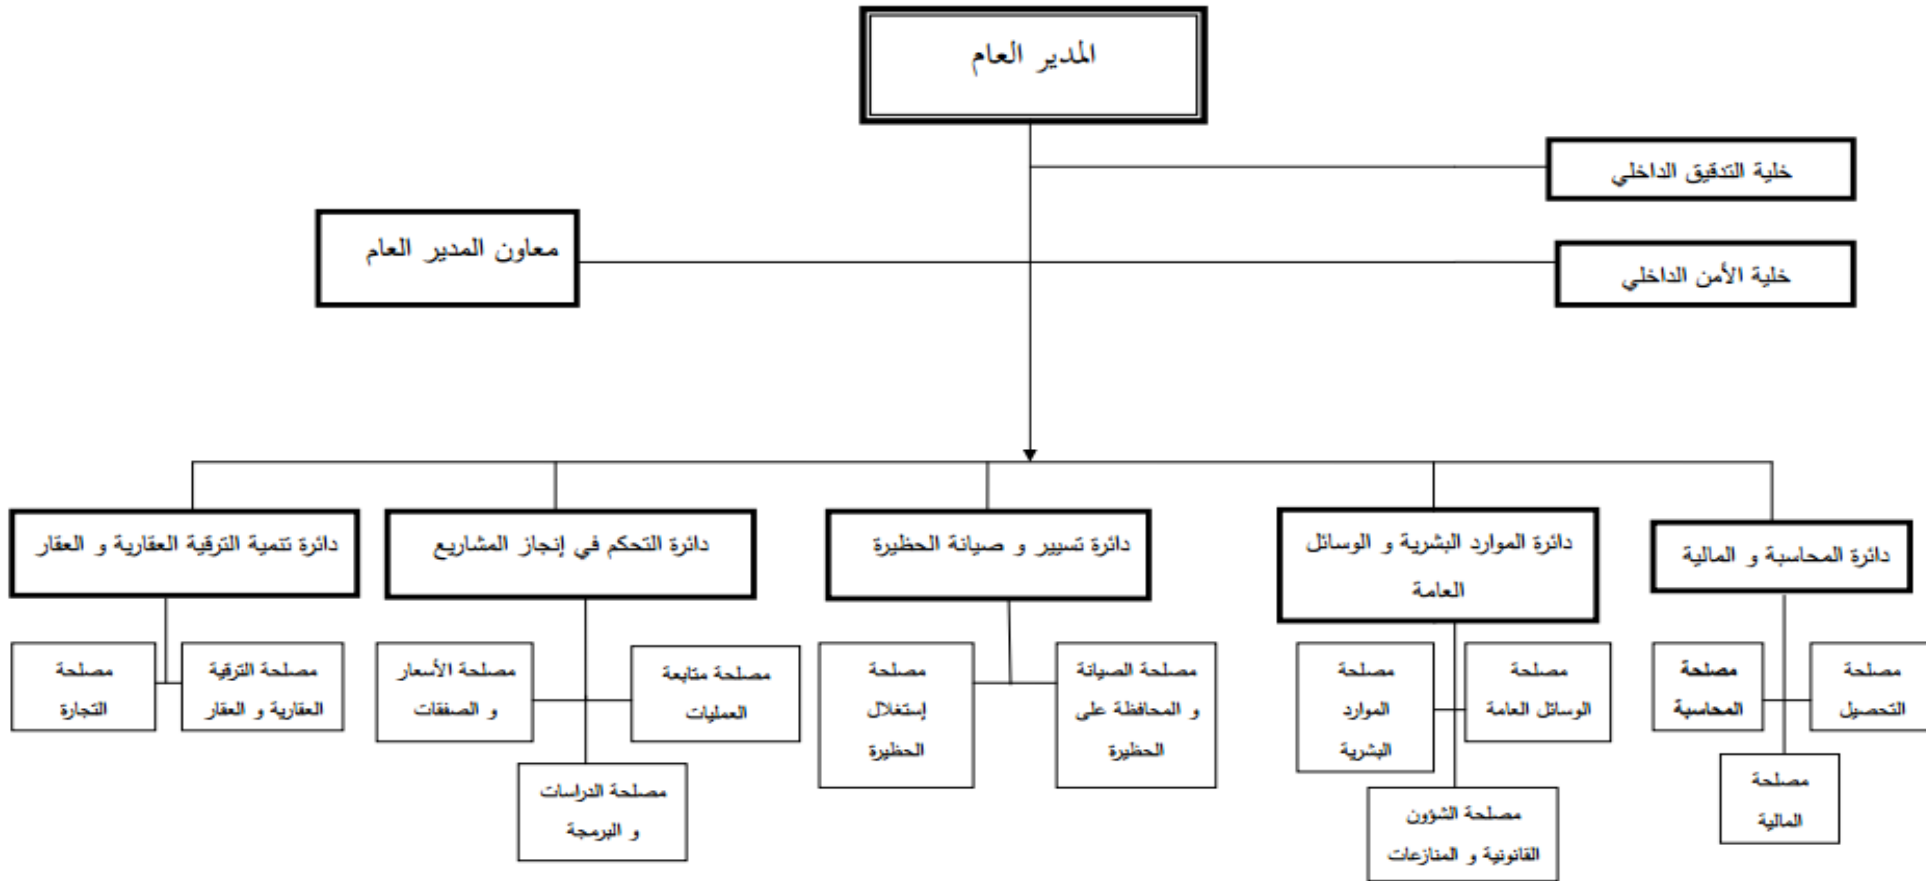 المدير العام
خلية التدقيق الداخلي
معاون المدير العام
خلية الأمن الداخلي
دائرة المحاسبة و المالية
دائرة الموارد البشرية و الوسائل
العامة
دائرة تسيير و صيانة الحظيرة
دائرة التحكم في إنجاز المشاريع
دائرة تنمية الترقية العقارية و العقار
مصلحة
التحصيل
مصلحة
المحاسبة
مصلحة
المالية
مصلحة
الوسائل العامة
مصلحة
الموارد
البشرية
مصلحة الشؤون
القانونية و المنازعات
مصلحة الصيانة
و المحافظة على
الحظيرة
مصلحة
إستغلال
الحظيرة
مصلحة متابعة
العمليات
مصلحة الأسعار
و الصفقات
مصلحة الدراسات
و البرمجة
مصلحة الترقية
العقارية و العقار
مصلحة
التجارة